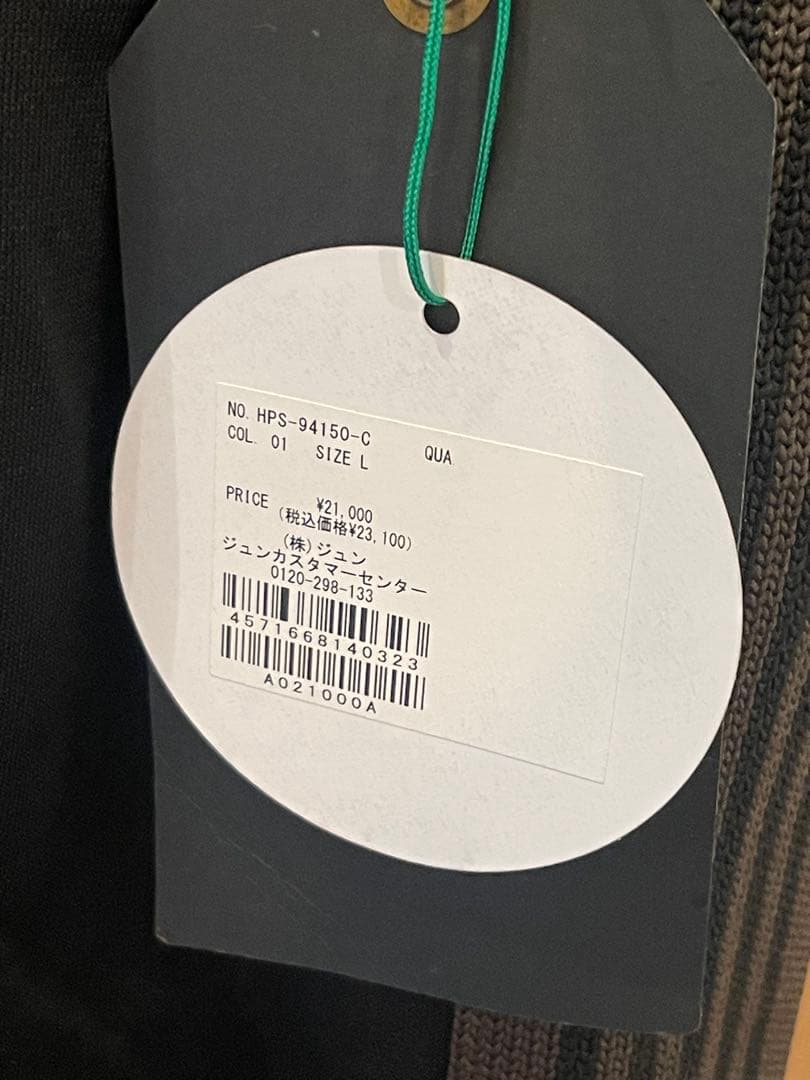 NO. HPS-94150-C
COL. 01 SIZE L QUA.
PRICE ¥21,000
(税込価格¥23,100)
(株)ジュン
ジュンカスタマーセンター
0120-298-133
4571668140323
A021000A